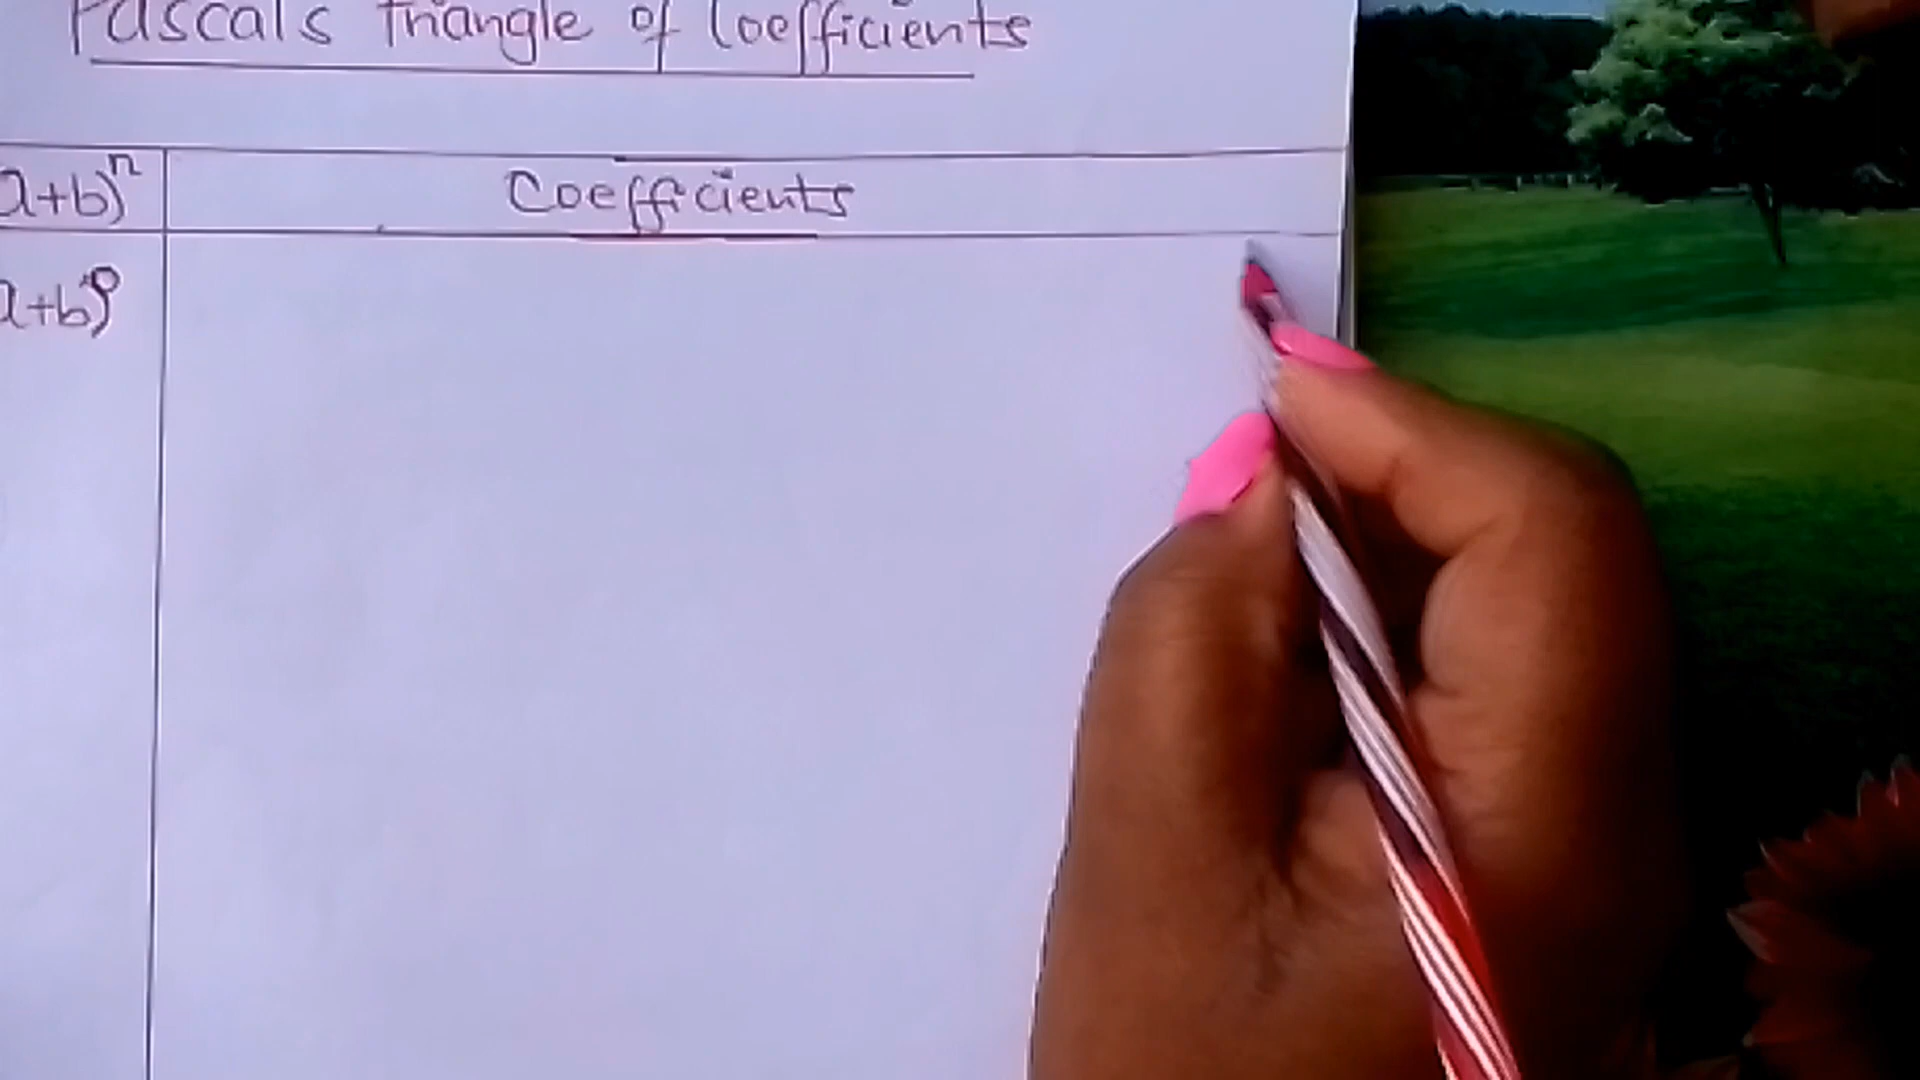 Pascals Triangle of Coefficients
a+b)ⁿ Coefficients
a+b)⁰